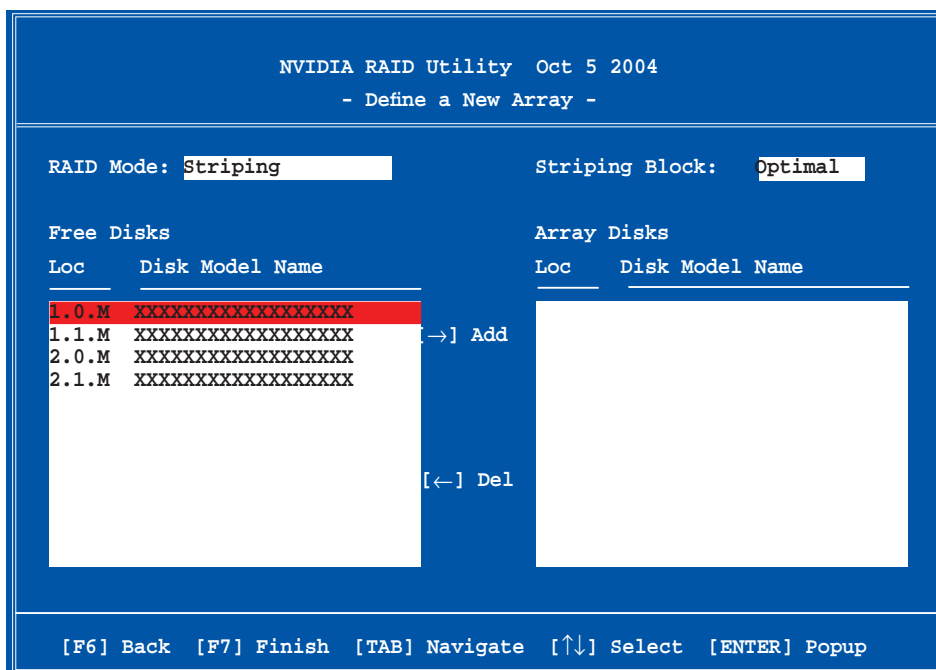 NVIDIA RAID Utility  Oct 5 2004
- Define a New Array -
RAID Mode: Striping
Striping Block: Optimal
Free Disks
Array Disks
Loc Disk Model Name
Loc Disk Model Name
1.0.M XXXXXXXXXXXXXXXXXX
1.1.M XXXXXXXXXXXXXXXXXX
2.0.M XXXXXXXXXXXXXXXXXX
2.1.M XXXXXXXXXXXXXXXXXX
[→] Add
[←] Del
[F6] Back [F7] Finish [TAB] Navigate [↑↓] Select [ENTER] Popup